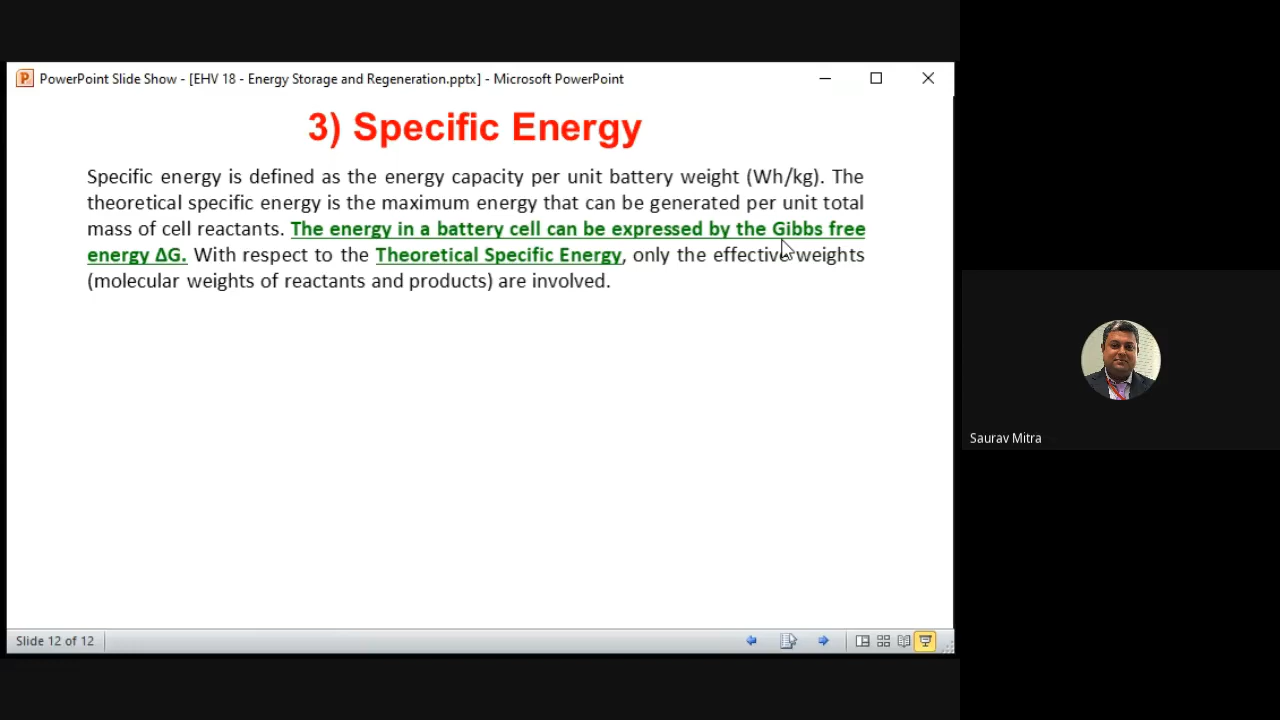 PowerPoint Slide Show - [EHV 18 - Energy Storage and Regeneration.pptx] - Microsoft PowerPoint
3) Specific Energy
Specific energy is defined as the energy capacity per unit battery weight (Wh/kg). The
theoretical specific energy is the maximum energy that can be generated per unit total
mass of cell reactants. The energy in a battery cell can be expressed by the Gibbs free
energy ΔG. With respect to the Theoretical Specific Energy, only the effective weights
(molecular weights of reactants and products) are involved.
Saurav Mitra
Slide 12 of 12